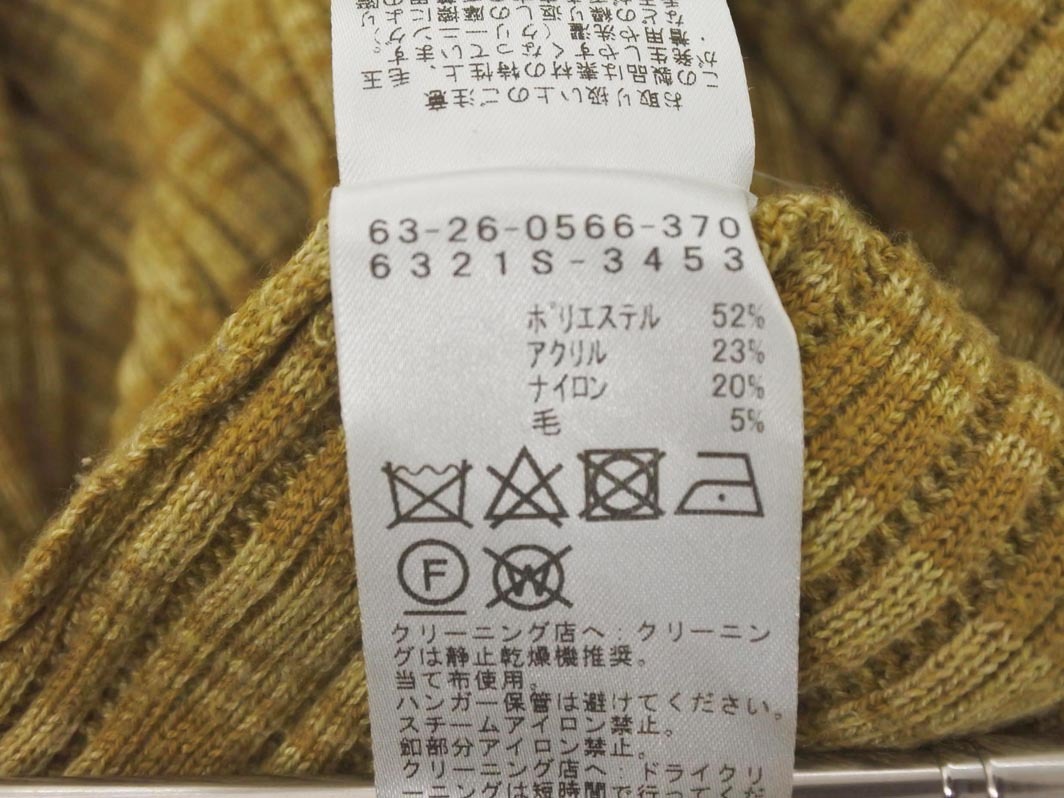 お取り扱い上のご注意
この製品は素材の特性上、毛玉
が発生しやすくなっています。
63-26-0566-370
6321S-3453
ポリエステル 52%
アクリル 23%
ナイロン 20%
毛 5%
F W
クリーニング店へ:クリーニン
グは静止乾燥機推奨。
当て布使用。
ハンガー保管は避けてください。
スチームアイロン禁止。
釦部分アイロン禁止。
クリーニング店へ:ドライクリ
ーニングは短時間で行ってくだ